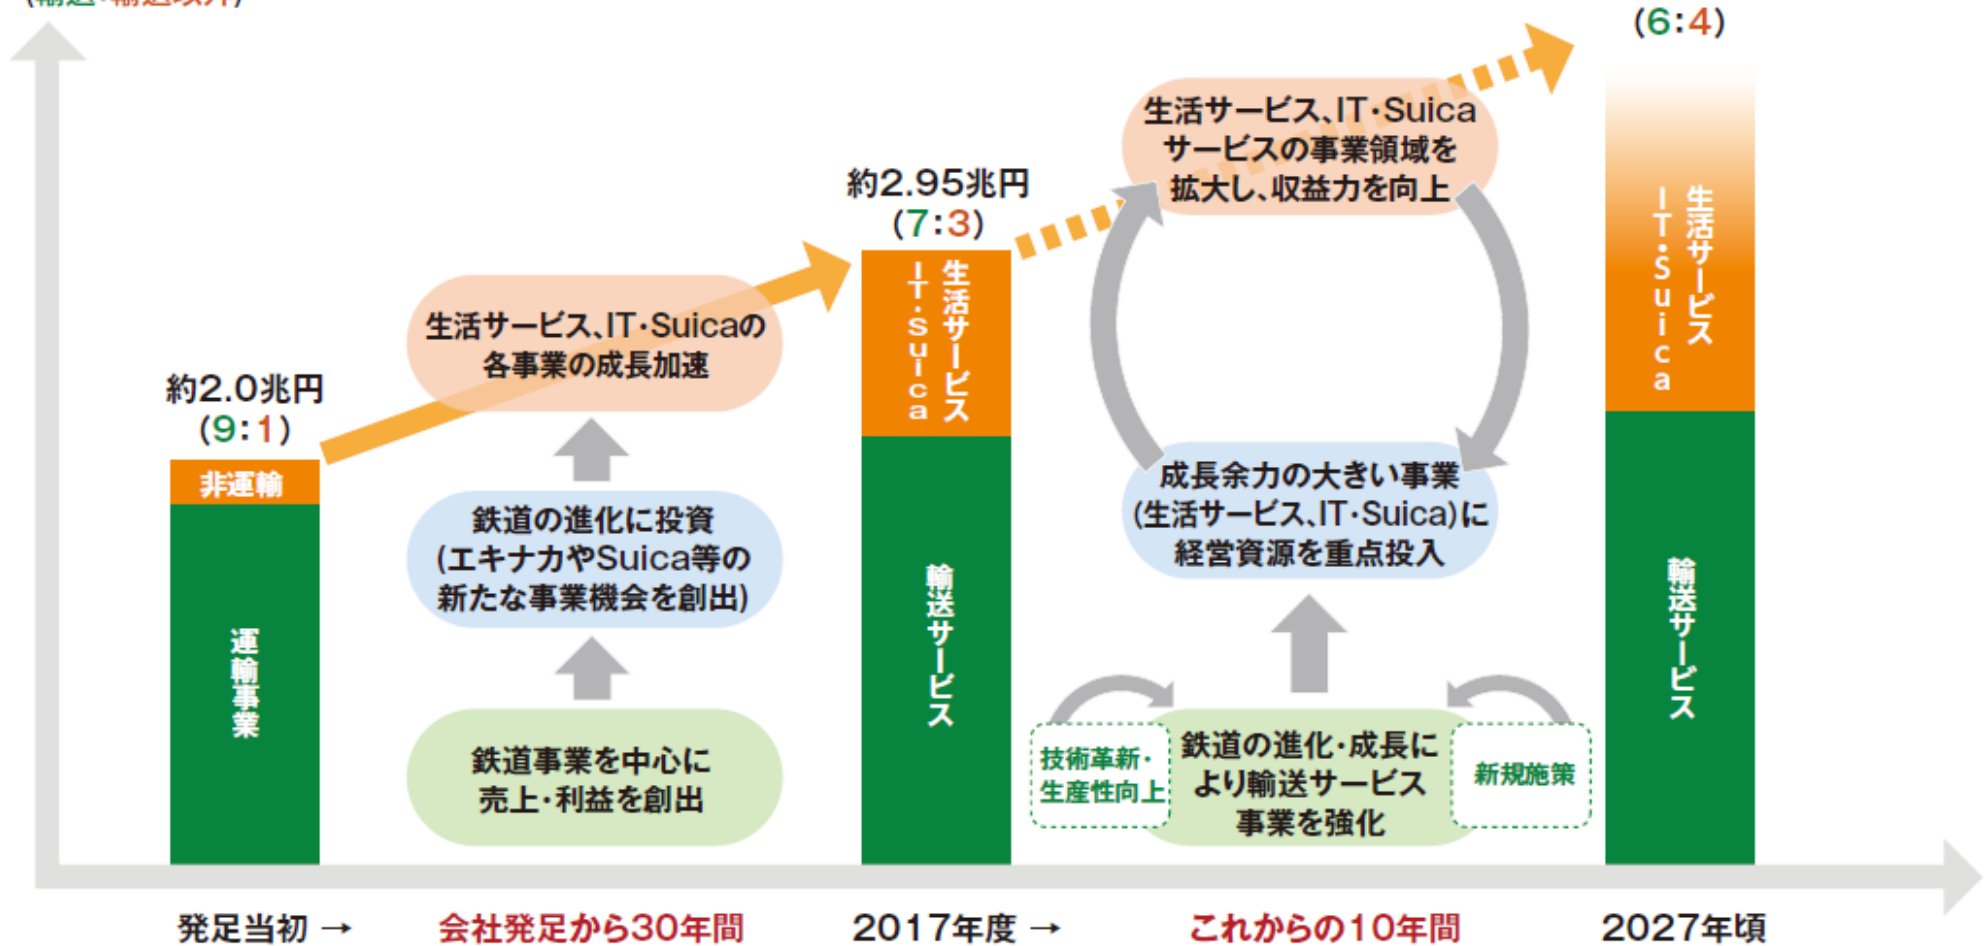 (輸送:輸送以外)
(6:4)
生活サービス、IT・Suica
サービスの事業領域を
拡大し、収益力を向上
約2.95兆円
(7:3)
生活サービス
IT・Suica
生活サービス
IT・Suica
生活サービス、IT・Suicaの
各事業の成長加速
約2.0兆円
(9:1)
非運輸
成長余力の大きい事業
(生活サービス、IT・Suica)に
経営資源を重点投入
鉄道の進化に投資
(エキナカやSuica等の
新たな事業機会を創出)
運輸事業
輸送サービス
輸送サービス
鉄道事業を中心に
売上・利益を創出
技術革新・
生産性向上
鉄道の進化・成長に
より輸送サービス
事業を強化
新規施策
発足当初 →
会社発足から30年間
2017年度 →
これからの10年間
2027年頃